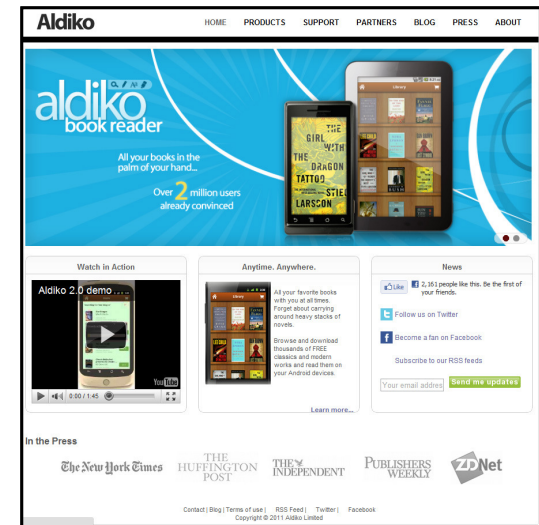 Aldiko
HOME PRODUCTS SUPPORT PARTNERS BLOG PRESS ABOUT
aldiko
book reader
All your books in the
palm of your hand...
Over 2 million users
already convinced
Library
THE
GIRL
WITH
THE
DRAGON
TATTOO
STIEG
LARSSON
Watch in Action
Aldiko 2.0 demo
YouTube
0:00 / 1:45
Anytime. Anywhere.
Library
All your favorite books
with you at all times.
Forget about carrying
around heavy stacks of
novels.
Browse and download
thousands of FREE
classics and modern
works and read them on
your Android devices.
Learn more...
News
Like
2,161 people like this. Be the first of
your friends.
Follow us on Twitter
Become a fan on Facebook
Subscribe to our RSS feeds
Your email addres
Send me updates
In the Press
The New York Times
THE
HUFFINGTON
POST
THE
INDEPENDENT
PUBLISHERS
WEEKLY
ZDNet
Contact | Blog | Terms of use | RSS Feed | Twitter | Facebook
Copyright © 2011 Aldiko Limited